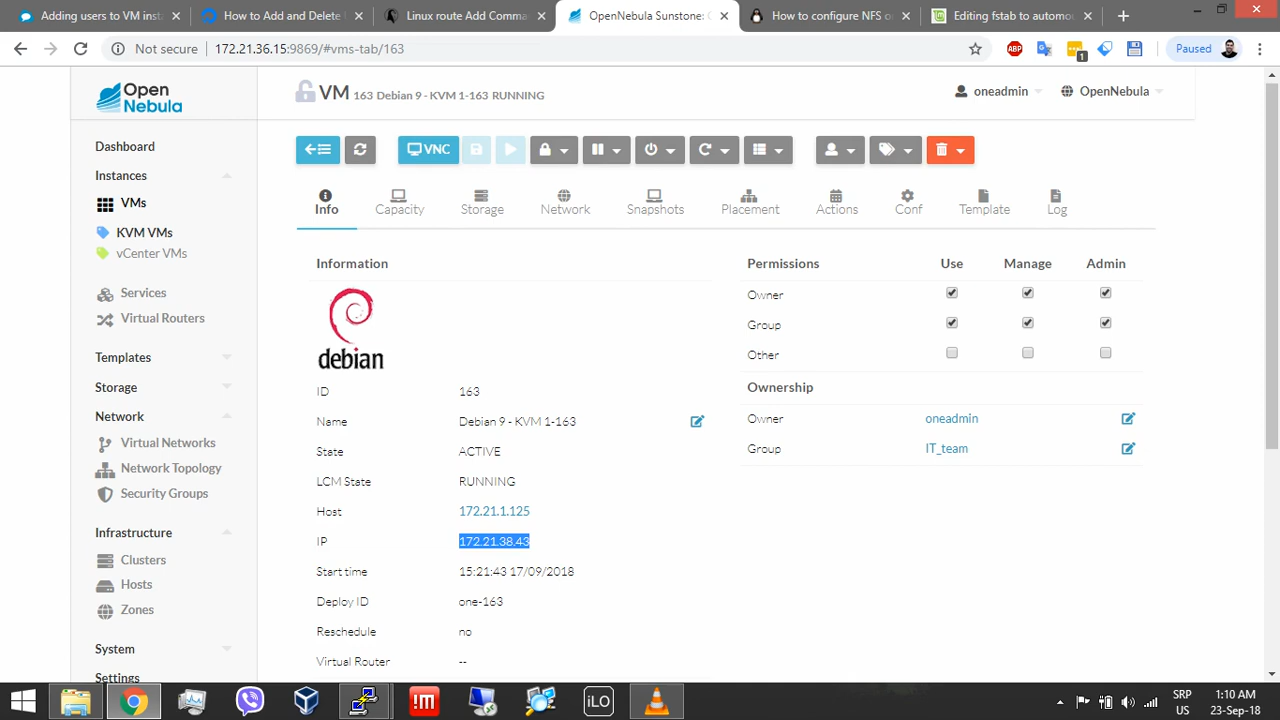 Adding users to VM inst
How to Add and Delete
Linux route Add Comma
OpenNebula Sunstone:
How to configure NFS o
Editing fstab to automou
Not secure
172.21.36.15:9869/#vms-tab/163
ABP
1
Paused
Open
Nebula
VM 163 Debian 9 - KVM 1-163 RUNNING
oneadmin
OpenNebula
VNC
Dashboard
Instances
VMs
KVM VMs
vCenter VMs
Services
Virtual Routers
Templates
Storage
Network
Virtual Networks
Network Topology
Security Groups
Infrastructure
Clusters
Hosts
Zones
System
Settings
Info
Capacity
Storage
Network
Snapshots
Placement
Actions
Conf
Template
Log
Information
debian
ID 163
Name Debian 9 - KVM 1-163
State ACTIVE
LCM State RUNNING
Host 172.21.1.125
IP 172.21.38.43
Start time 15:21:43 17/09/2018
Deploy ID one-163
Reschedule no
Virtual Router --
Permissions Use Manage Admin
Owner
Group
Other
Ownership
Owner oneadmin
Group IT_team
!m
iLO
SRP
US
1:10 AM
23-Sep-18